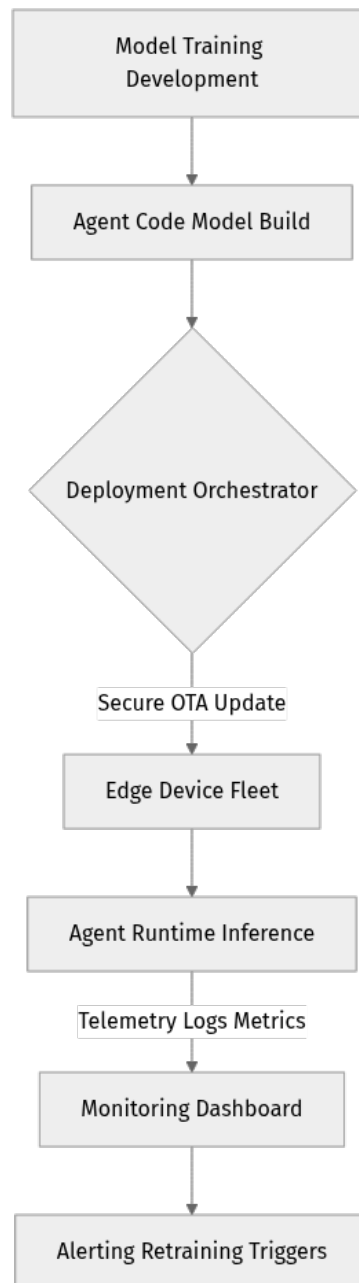 Model Training
Development
Agent Code Model Build
Deployment Orchestrator
Secure OTA Update
Edge Device Fleet
Agent Runtime Inference
Telemetry Logs Metrics
Monitoring Dashboard
Alerting Retraining Triggers